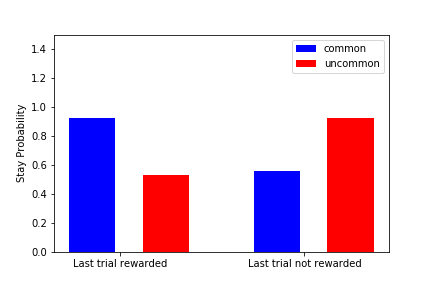 common
uncommon
Stay Probability
1.4
1.2
1.0
0.8
0.6
0.4
0.2
0.0
Last trial rewarded
Last trial not rewarded